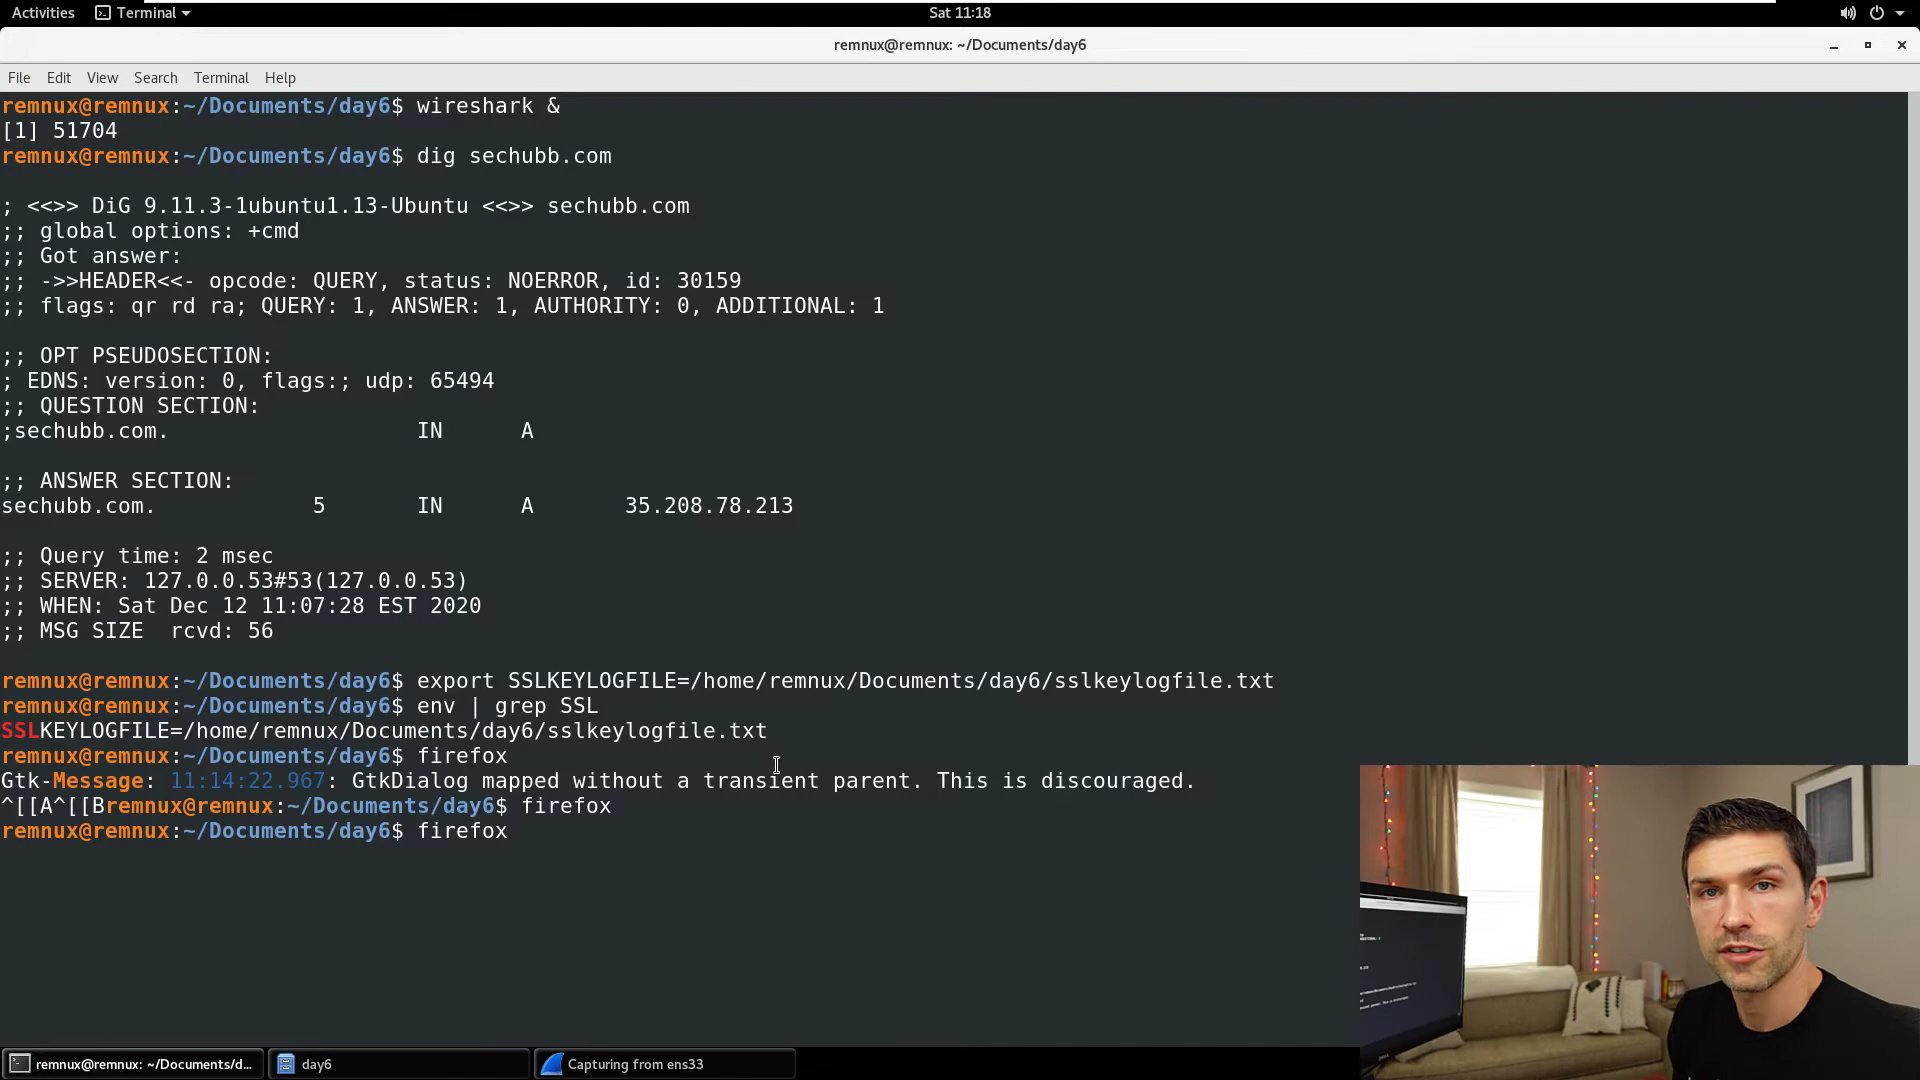 Activities
Terminal
Sat 11:18
remnux@remnux: ~/Documents/day6
File Edit View Search Terminal Help
remnux@remnux:~/Documents/day6$ wireshark &
[1] 51704
remnux@remnux:~/Documents/day6$ dig sechubb.com
; <<>> DiG 9.11.3-1ubuntu1.13-Ubuntu <<>> sechubb.com
;; global options: +cmd
;; Got answer:
;; ->>HEADER<<- opcode: QUERY, status: NOERROR, id: 30159
;; flags: qr rd ra; QUERY: 1, ANSWER: 1, AUTHORITY: 0, ADDITIONAL: 1
;; OPT PSEUDOSECTION:
; EDNS: version: 0, flags:; udp: 65494
;; QUESTION SECTION:
;sechubb.com. IN A
;; ANSWER SECTION:
sechubb.com. 5 IN A 35.208.78.213
;; Query time: 2 msec
;; SERVER: 127.0.0.53#53(127.0.0.53)
;; WHEN: Sat Dec 12 11:07:28 EST 2020
;; MSG SIZE  rcvd: 56
remnux@remnux:~/Documents/day6$ export SSLKEYLOGFILE=/home/remnux/Documents/day6/sslkeylogfile.txt
remnux@remnux:~/Documents/day6$ env | grep SSL
SSLKEYLOGFILE=/home/remnux/Documents/day6/sslkeylogfile.txt
remnux@remnux:~/Documents/day6$ firefox
Gtk-Message: 11:14:22.967: GtkDialog mapped without a transient parent. This is discouraged.
^[[A^[[Bremnux@remnux:~/Documents/day6$ firefox
remnux@remnux:~/Documents/day6$ firefox
remnux@remnux: ~/Documents/d...
day6
Capturing from ens33